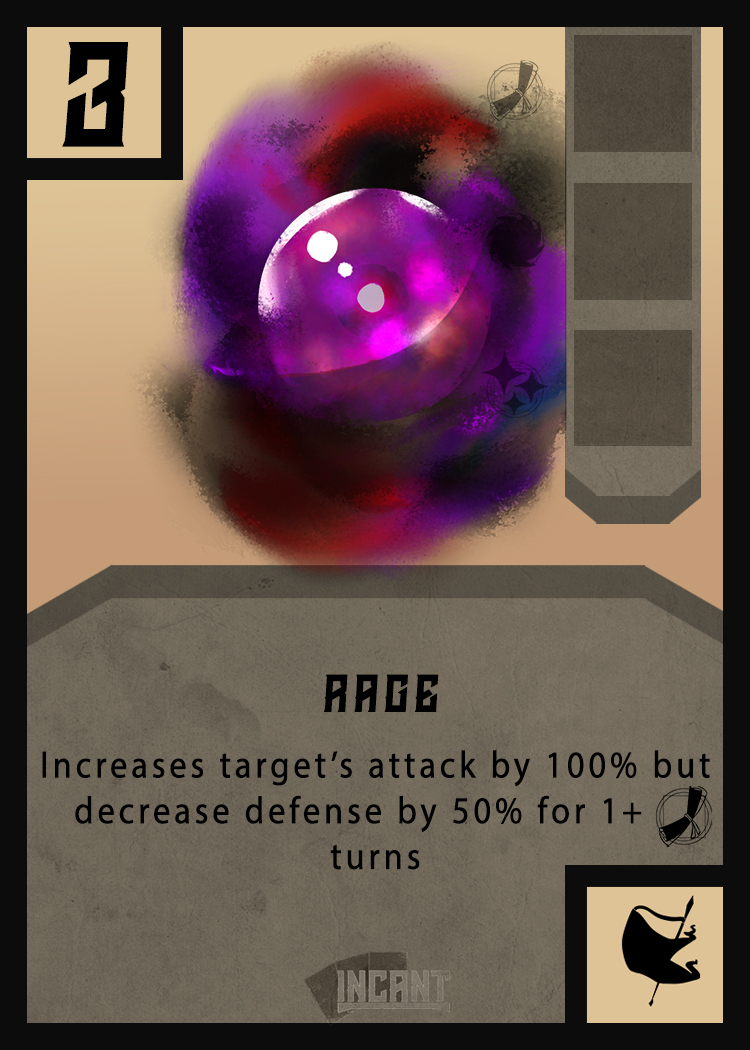 3
RAGE
Increases target's attack by 100% but
decrease defense by 50% for 1+
turns
INCANT